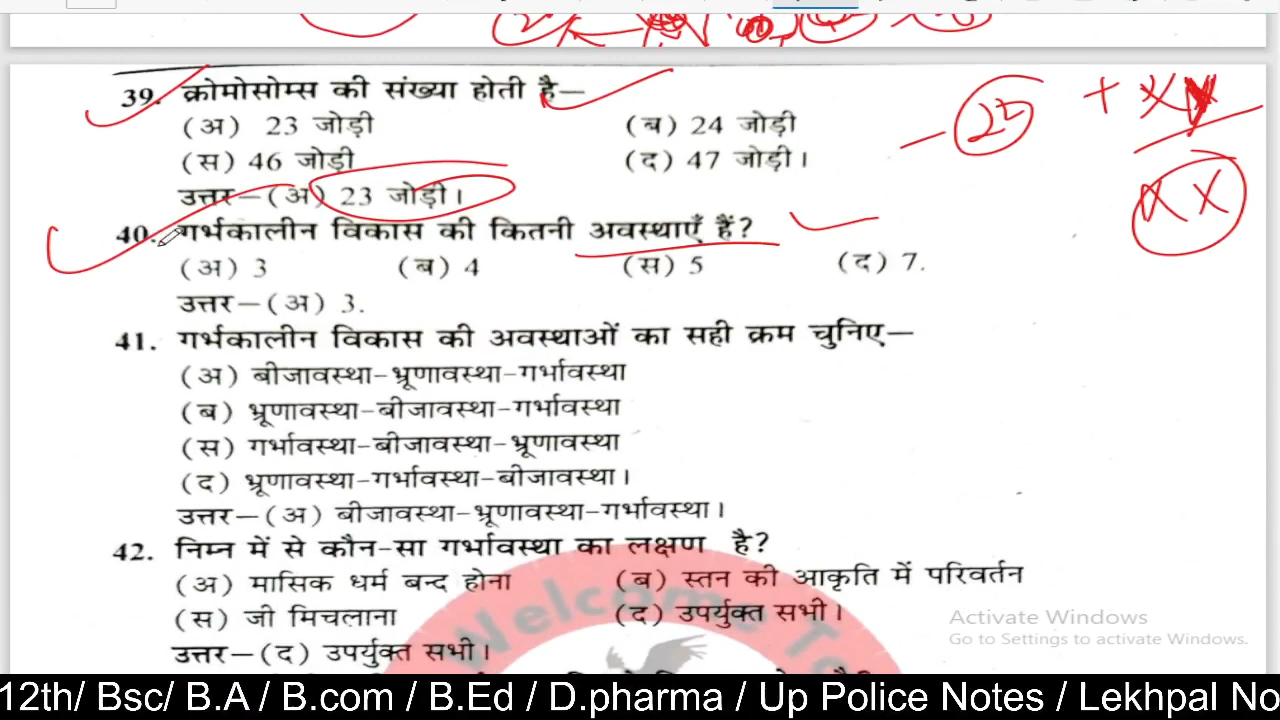 39. क्रोमोसोम्स की संख्या होती है—
(अ) 23 जोड़ी (ब) 24 जोड़ी
(स) 46 जोड़ी (द) 47 जोड़ी।
उत्तर—(अ) 23 जोड़ी।
40. गर्भकालीन विकास की कितनी अवस्थाएँ हैं?
(अ) 3 (ब) 4 (स) 5 (द) 7.
उत्तर—(अ) 3.
41. गर्भकालीन विकास की अवस्थाओं का सही क्रम चुनिए—
(अ) बीजावस्था-भ्रूणावस्था-गर्भावस्था
(ब) भ्रूणावस्था-बीजावस्था-गर्भावस्था
(स) गर्भावस्था-बीजावस्था-भ्रूणावस्था
(द) भ्रूणावस्था-गर्भावस्था-बीजावस्था।
उत्तर—(अ) बीजावस्था-भ्रूणावस्था-गर्भावस्था।
42. निम्न में से कौन-सा गर्भावस्था का लक्षण है?
(अ) मासिक धर्म बन्द होना (ब) स्तन की आकृति में परिवर्तन
(स) जी मिचलाना (द) उपर्युक्त सभी।
उत्तर—(द) उपर्युक्त सभी।
Welcome To
Activate Windows
Go to Settings to activate Windows.
12th/ Bsc/ B.A / B.com / B.Ed / D.pharma / Up Police Notes / Lekhpal No